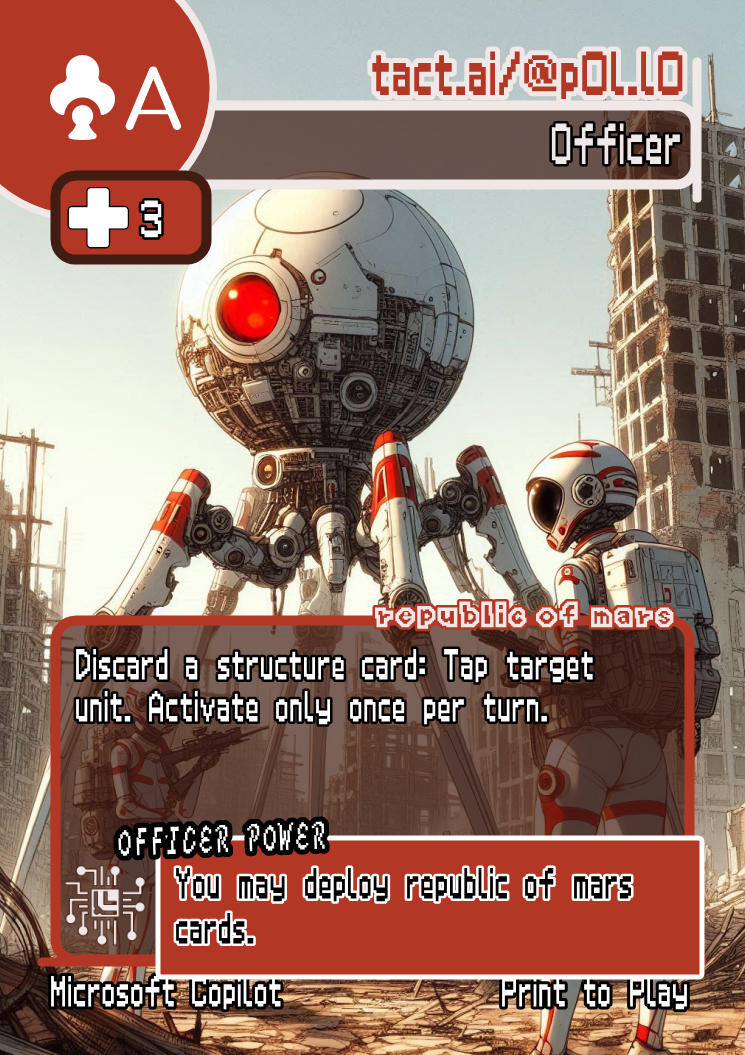 A
tact.ai/@p0l.l0
Officer
3
republic of mars
Discard a structure card: Tap target
unit. Activate only once per turn.
OFFICER POWER
You may deploy republic of mars
cards.
Microsoft Copilot
Print to Play